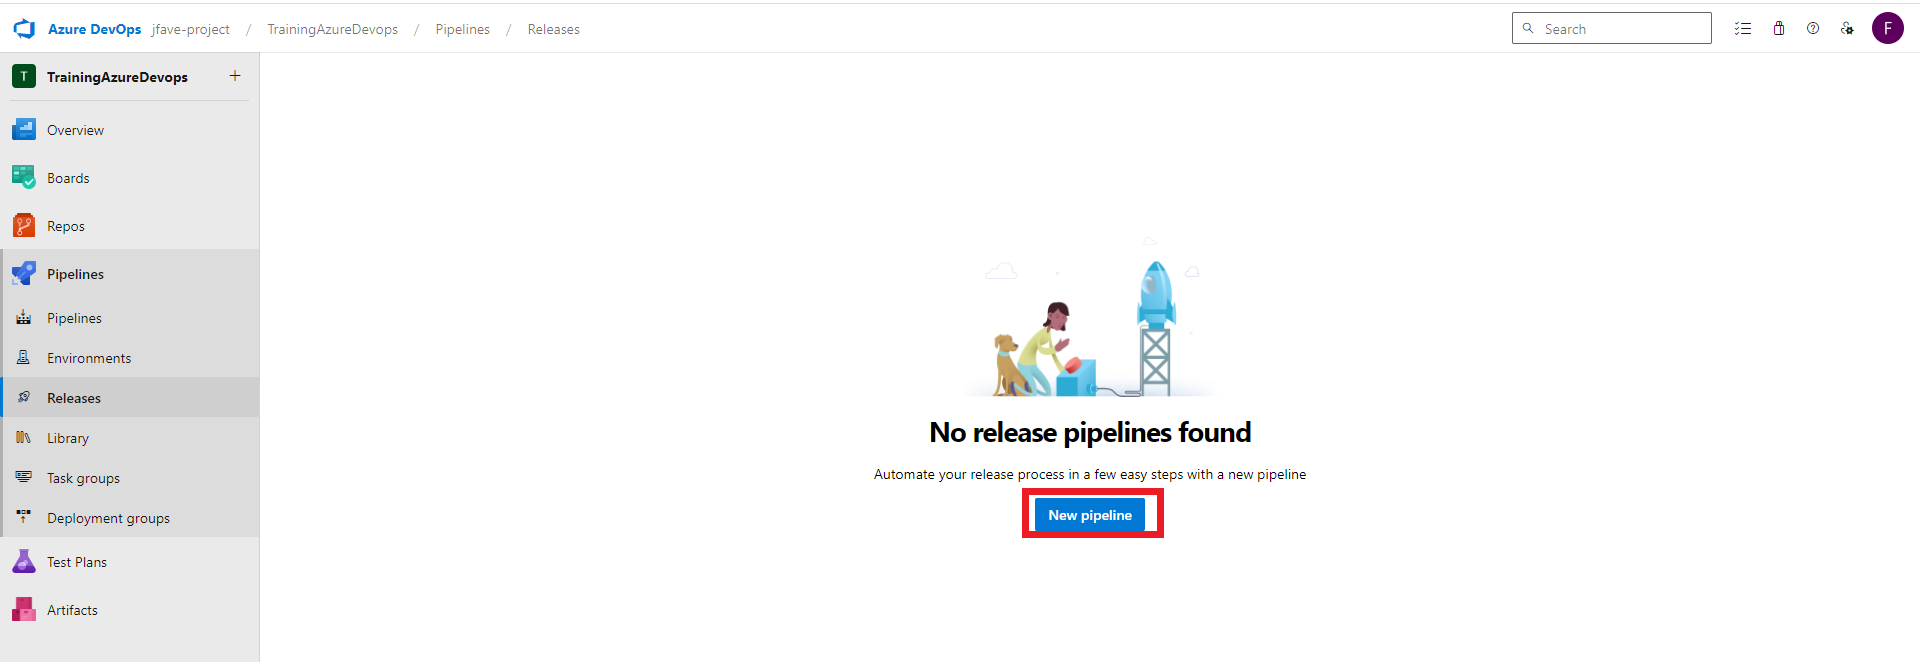 Azure DevOps jfave-project / TrainingAzureDevops / Pipelines / Releases
Search
F
T TrainingAzureDevops +
Overview
Boards
Repos
Pipelines
Pipelines
Environments
Releases
Library
Task groups
Deployment groups
Test Plans
Artifacts
No release pipelines found
Automate your release process in a few easy steps with a new pipeline
New pipeline